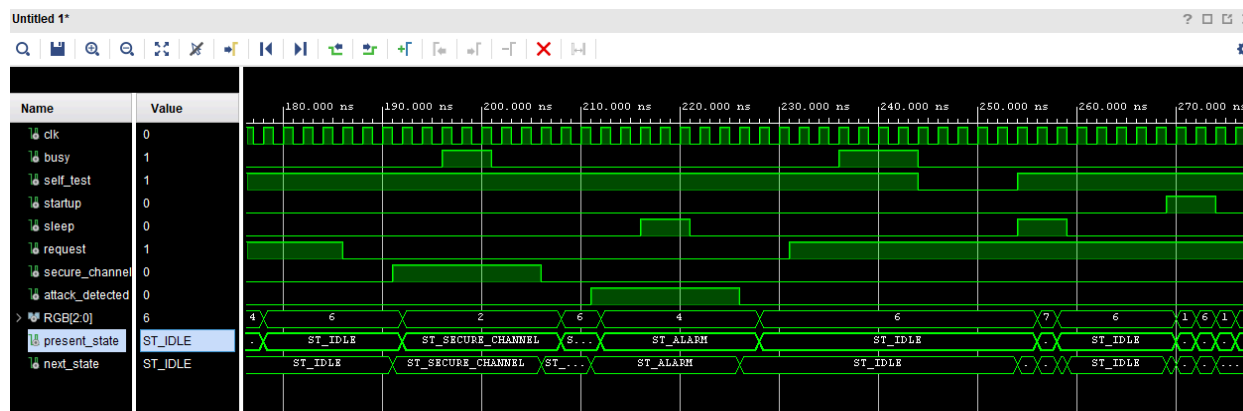 Untitled 1*
Name Value
180.000 ns 190.000 ns 200.000 ns 210.000 ns 220.000 ns 230.000 ns 240.000 ns 250.000 ns 260.000 ns 270.000 ns
clk 0
busy 1
self_test 1
startup 0
sleep 0
request 1
secure_channel 0
attack_detected 0
RGB[2:0] 6 4 6 2 6 4 6 7 6 1 6 1
present_state ST_IDLE . ST_IDLE ST_SECURE_CHANNEL S... ST_ALARM ST_IDLE . . ST_IDLE . . .
next_state ST_IDLE ST_IDLE ST_SECURE_CHANNEL ST_... ST_ALARM ST_IDLE . . . ST_IDLE . . . ...